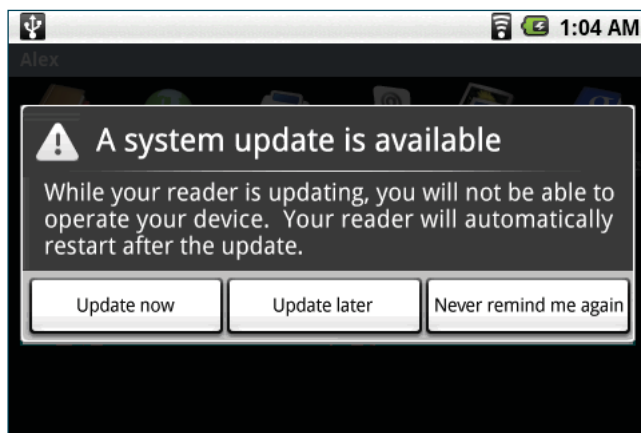 1:04 AM
Alex
A system update is available
While your reader is updating, you will not be able to
operate your device.  Your reader will automatically
restart after the update.
Update now
Update later
Never remind me again